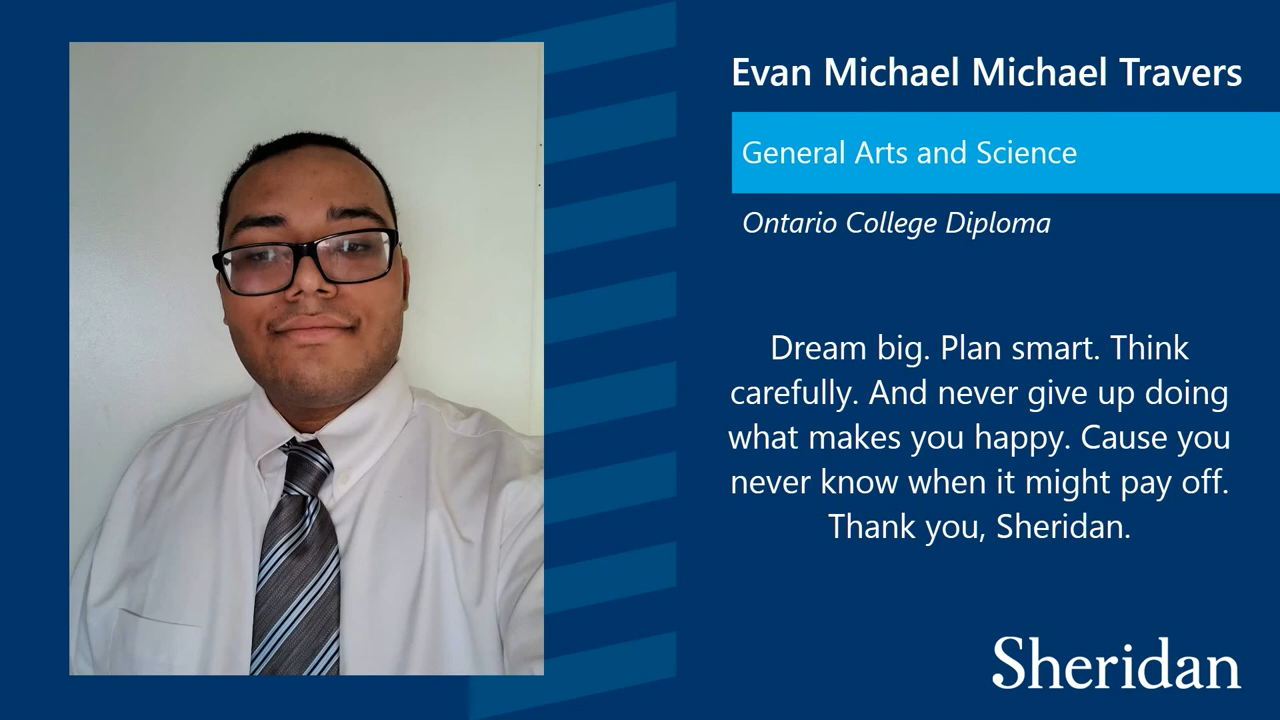 Evan Michael Michael Travers
General Arts and Science
Ontario College Diploma
Dream big. Plan smart. Think
carefully. And never give up doing
what makes you happy. Cause you
never know when it might pay off.
Thank you, Sheridan.
Sheridan